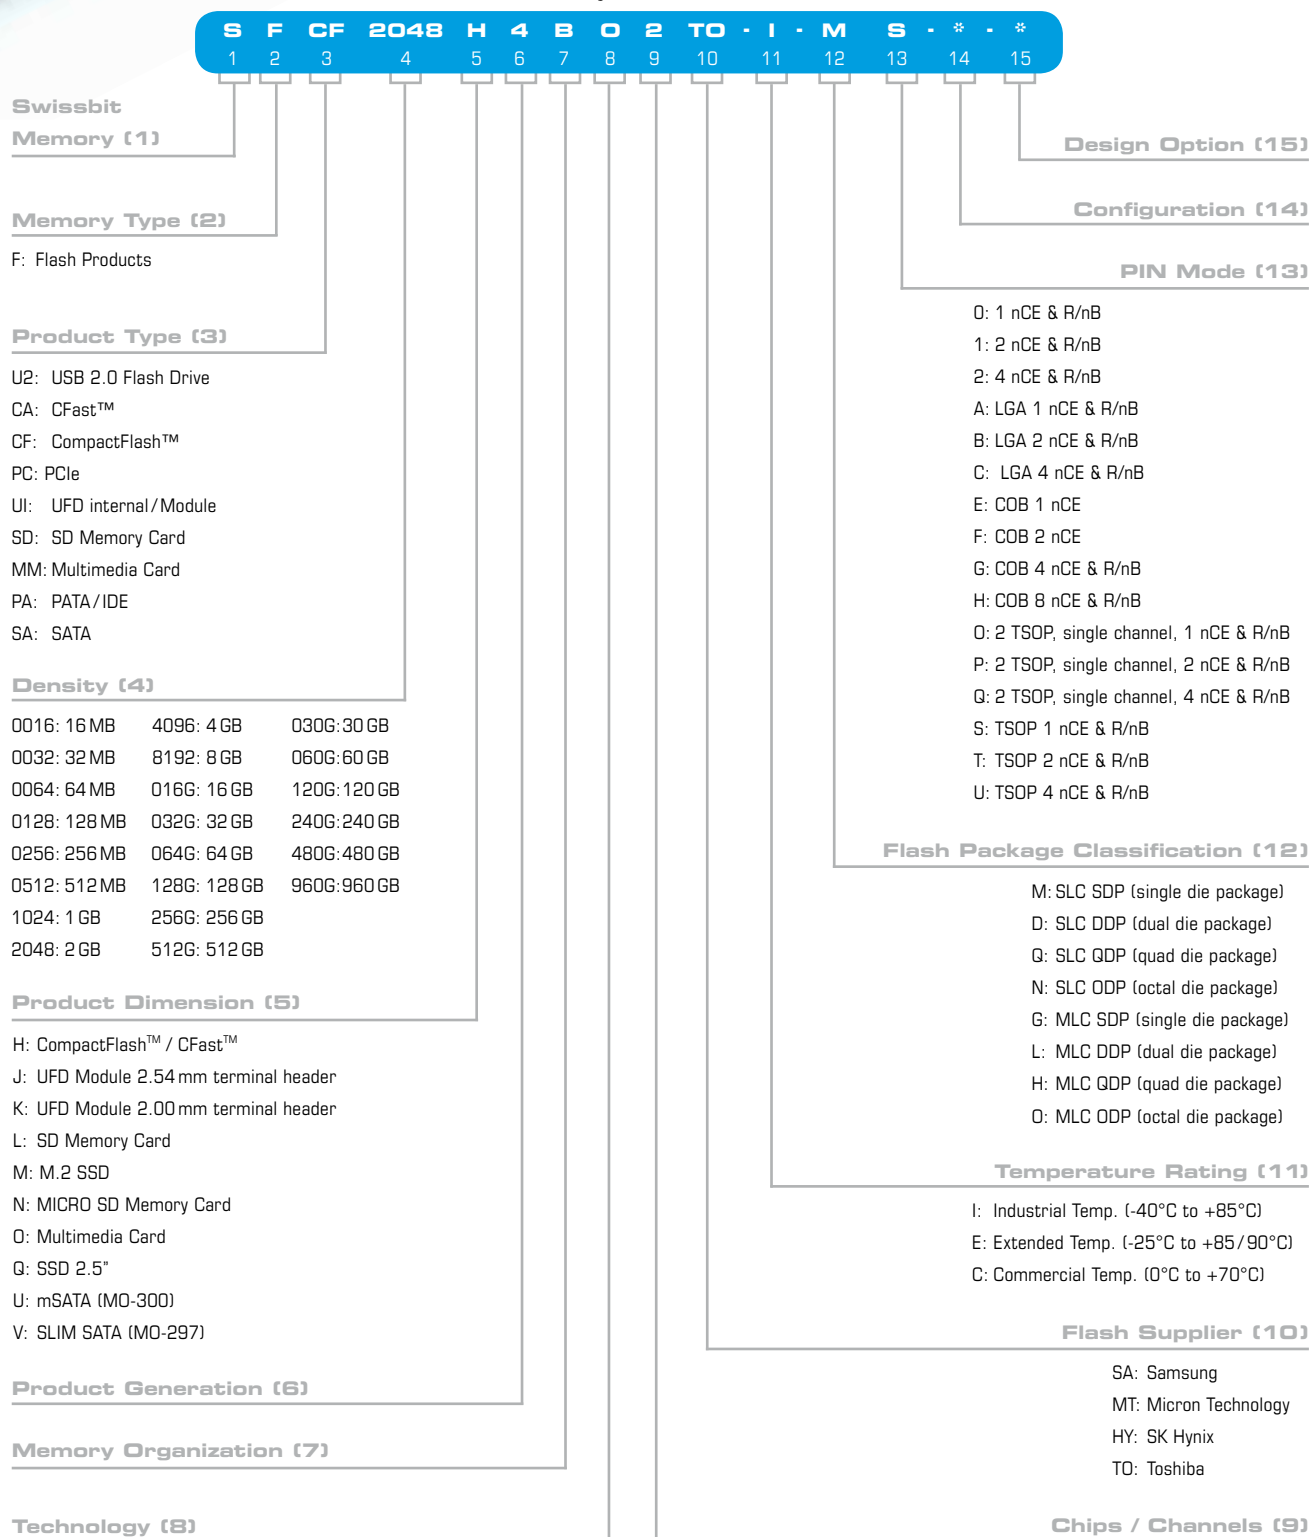 S F CF 2048 H 4 B O 2 TO - I - M S - * - *
1 2 3 4 5 6 7 8 9 10 11 12 13 14 15
Swissbit
Memory (1)
Memory Type (2)
F: Flash Products
Product Type (3)
U2: USB 2.0 Flash Drive
CA: CFast™
CF: CompactFlash™
PC: PCIe
UI: UFD internal/Module
SD: SD Memory Card
MM: Multimedia Card
PA: PATA/IDE
SA: SATA
Density (4)
0016: 16 MB 4096: 4 GB 030G: 30 GB
0032: 32 MB 8192: 8 GB 060G: 60 GB
0064: 64 MB 016G: 16 GB 120G: 120 GB
0128: 128 MB 032G: 32 GB 240G: 240 GB
0256: 256 MB 064G: 64 GB 480G: 480 GB
0512: 512 MB 128G: 128 GB 960G: 960 GB
1024: 1 GB 256G: 256 GB
2048: 2 GB 512G: 512 GB
Product Dimension (5)
H: CompactFlash™ / CFast™
J: UFD Module 2.54 mm terminal header
K: UFD Module 2.00 mm terminal header
L: SD Memory Card
M: M.2 SSD
N: MICRO SD Memory Card
O: Multimedia Card
Q: SSD 2.5"
U: mSATA (MO-300)
V: SLIM SATA (MO-297)
Product Generation (6)
Memory Organization (7)
Technology (8)
Design Option (15)
Configuration (14)
PIN Mode (13)
0: 1 nCE & R/nB
1: 2 nCE & R/nB
2: 4 nCE & R/nB
A: LGA 1 nCE & R/nB
B: LGA 2 nCE & R/nB
C: LGA 4 nCE & R/nB
E: COB 1 nCE
F: COB 2 nCE
G: COB 4 nCE & R/nB
H: COB 8 nCE & R/nB
O: 2 TSOP, single channel, 1 nCE & R/nB
P: 2 TSOP, single channel, 2 nCE & R/nB
Q: 2 TSOP, single channel, 4 nCE & R/nB
S: TSOP 1 nCE & R/nB
T: TSOP 2 nCE & R/nB
U: TSOP 4 nCE & R/nB
Flash Package Classification (12)
M: SLC SDP (single die package)
D: SLC DDP (dual die package)
Q: SLC QDP (quad die package)
N: SLC ODP (octal die package)
G: MLC SDP (single die package)
L: MLC DDP (dual die package)
H: MLC QDP (quad die package)
O: MLC ODP (octal die package)
Temperature Rating (11)
I: Industrial Temp. (-40°C to +85°C)
E: Extended Temp. (-25°C to +85/90°C)
C: Commercial Temp. (0°C to +70°C)
Flash Supplier (10)
SA: Samsung
MT: Micron Technology
HY: SK Hynix
TO: Toshiba
Chips / Channels (9)